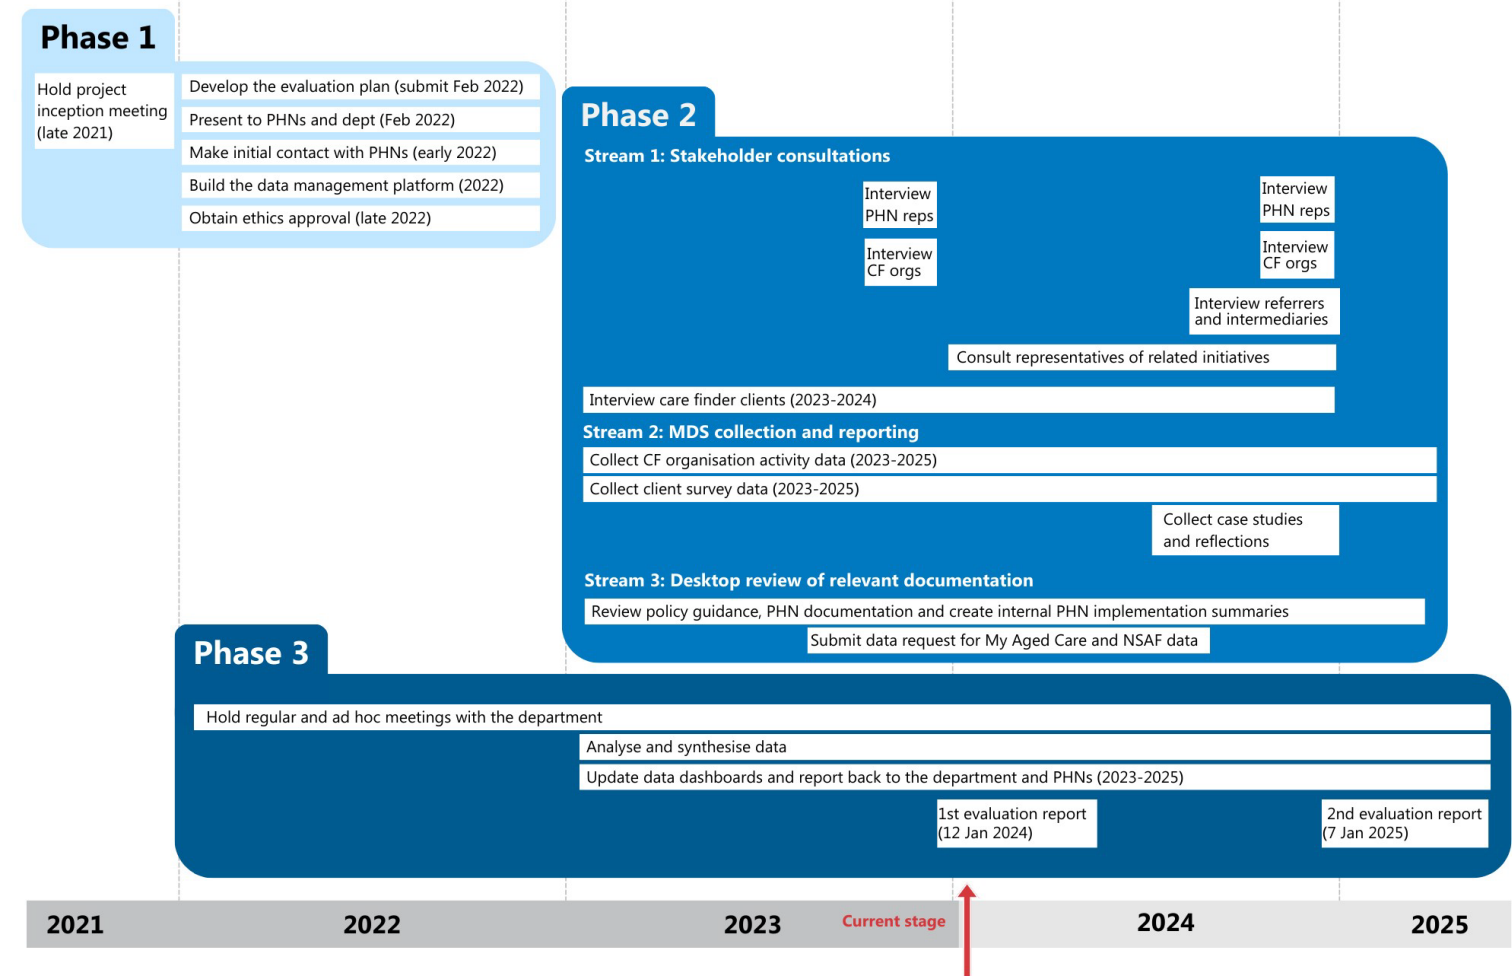 Phase 1
Hold project
inception meeting
(late 2021)
Develop the evaluation plan (submit Feb 2022)
Present to PHNs and dept (Feb 2022)
Make initial contact with PHNs (early 2022)
Build the data management platform (2022)
Obtain ethics approval (late 2022)
Phase 2
Stream 1: Stakeholder consultations
Interview
PHN reps
Interview
PHN reps
Interview
CF orgs
Interview
CF orgs
Interview referrers
and intermediaries
Consult representatives of related initiatives
Interview care finder clients (2023-2024)
Stream 2: MDS collection and reporting
Collect CF organisation activity data (2023-2025)
Collect client survey data (2023-2025)
Collect case studies
and reflections
Stream 3: Desktop review of relevant documentation
Review policy guidance, PHN documentation and create internal PHN implementation summaries
Submit data request for My Aged Care and NSAF data
Phase 3
Hold regular and ad hoc meetings with the department
Analyse and synthesise data
Update data dashboards and report back to the department and PHNs (2023-2025)
1st evaluation report
(12 Jan 2024)
2nd evaluation report
(7 Jan 2025)
2021
2022
2023
Current stage
2024
2025